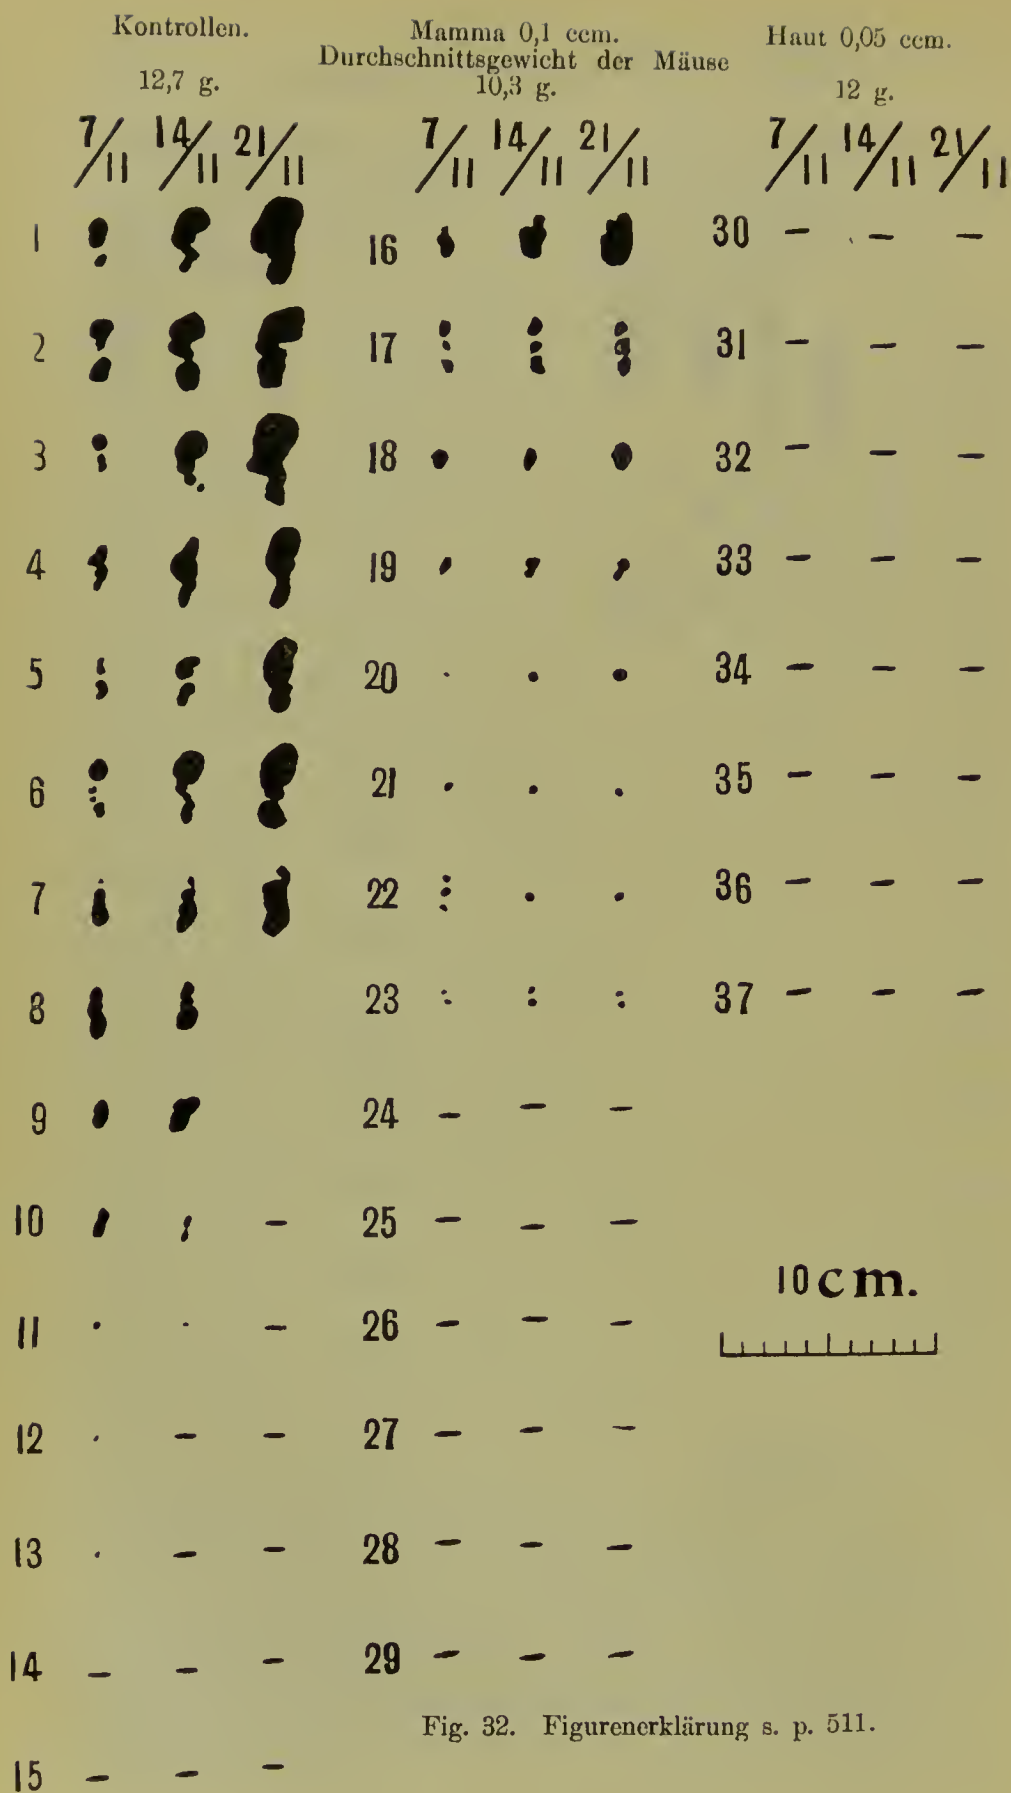 Kontrollen. Mamma 0,1 ccm. Haut 0,05 ccm.
Durchschnittsgewicht der Mäuse
12,7 g. 10,3 g. 12 g.
7/11 14/11 21/11 7/11 14/11 21/11 7/11 14/11 21/11
1 16 30 – – –
2 17 31 – – –
3 18 32 – – –
4 19 33 – – –
5 20 34 – – –
6 21 35 – – –
7 22 36 – – –
8 23 37 – – –
9 24 – – –
10 – 25 – – –
10 cm.
11 – 26 – – –
12 – – 27 – – –
13 – – 28 – – –
14 – – – 29 – – –
Fig. 32. Figurenerklärung s. p. 511.
15 – – –